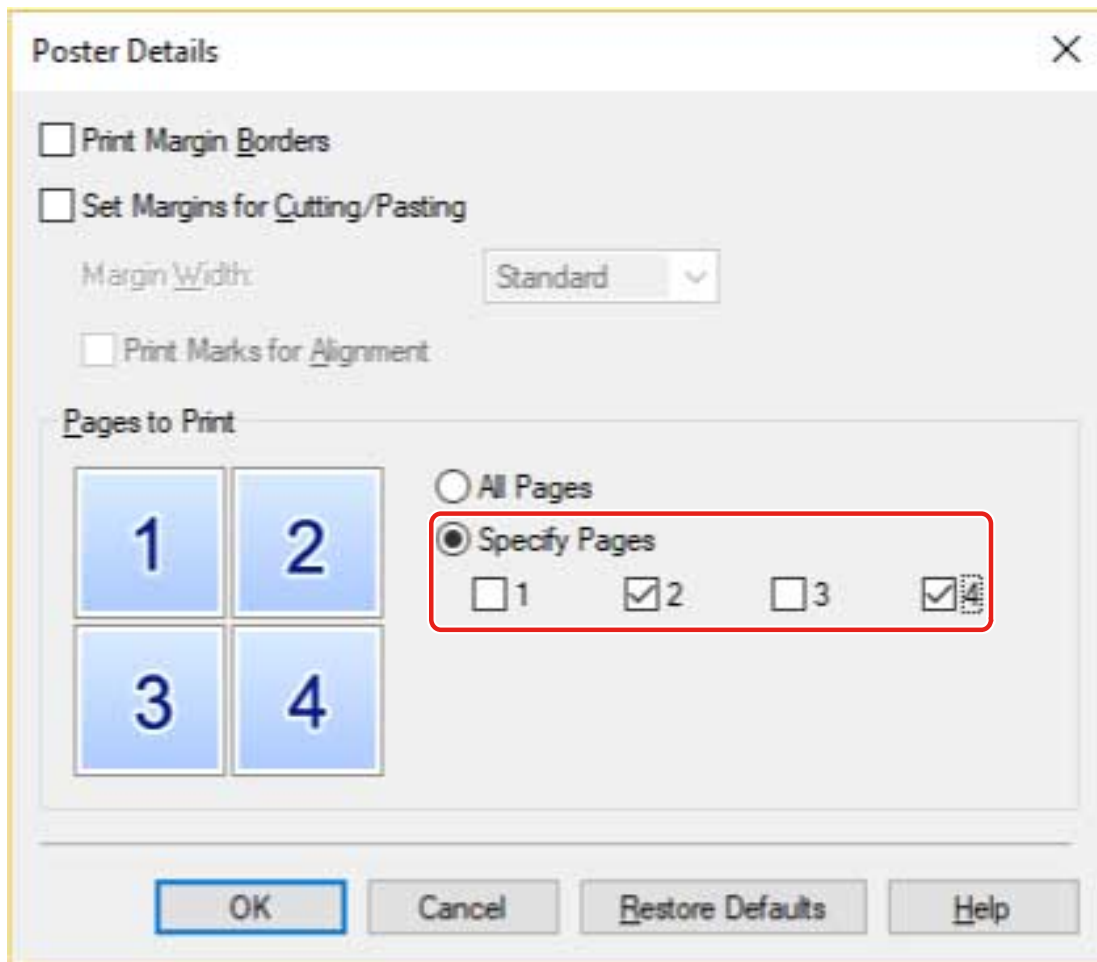 Poster Details
Print Margin Borders
Set Margins for Cutting/Pasting
Margin Width: Standard
Print Marks for Alignment
Pages to Print
1 2
3 4
All Pages
Specify Pages
1 2 3 4
OK Cancel Restore Defaults Help